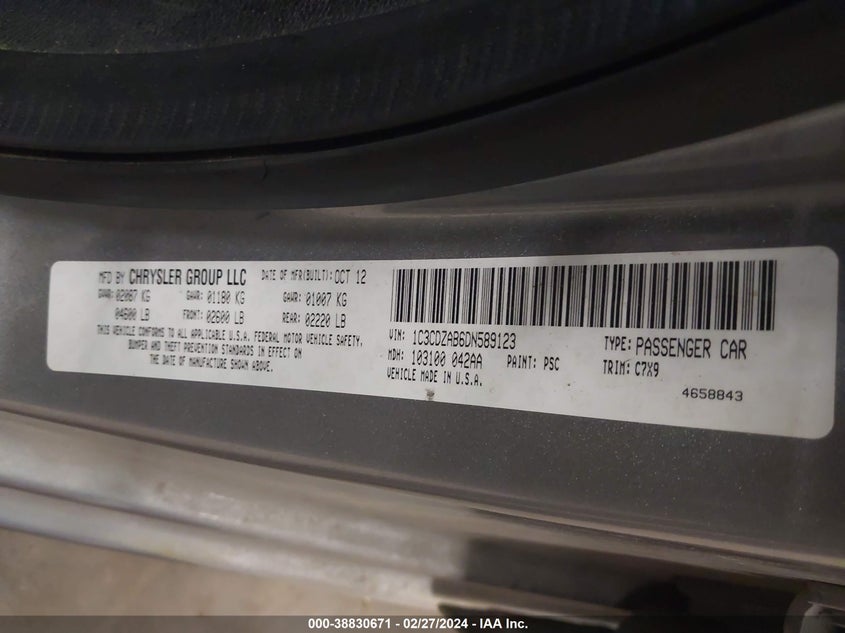 MFD BY CHRYSLER GROUP LLC DATE OF MFR(BUILT): OCT 12
GVWR: 02087 KG GAWR: 01180 KG GAWR: 01007 KG
04600 LB FRONT: 02600 LB REAR: 02220 LB
THIS VEHICLE CONFORMS TO ALL APPLICABLE U.S.A. FEDERAL MOTOR VEHICLE SAFETY,
BUMPER AND THEFT PREVENTION STANDARDS IN EFFECT ON
THE DATE OF MANUFACTURE SHOWN ABOVE.
VIN: 1C3CDZAB6DN589123 TYPE: PASSENGER CAR
MDH: 103100 042AA PAINT: PSC TRIM: C7X9
VEHICLE MADE IN U.S.A.
4658843
000-38830671 - 02/27/2024 - IAA Inc.